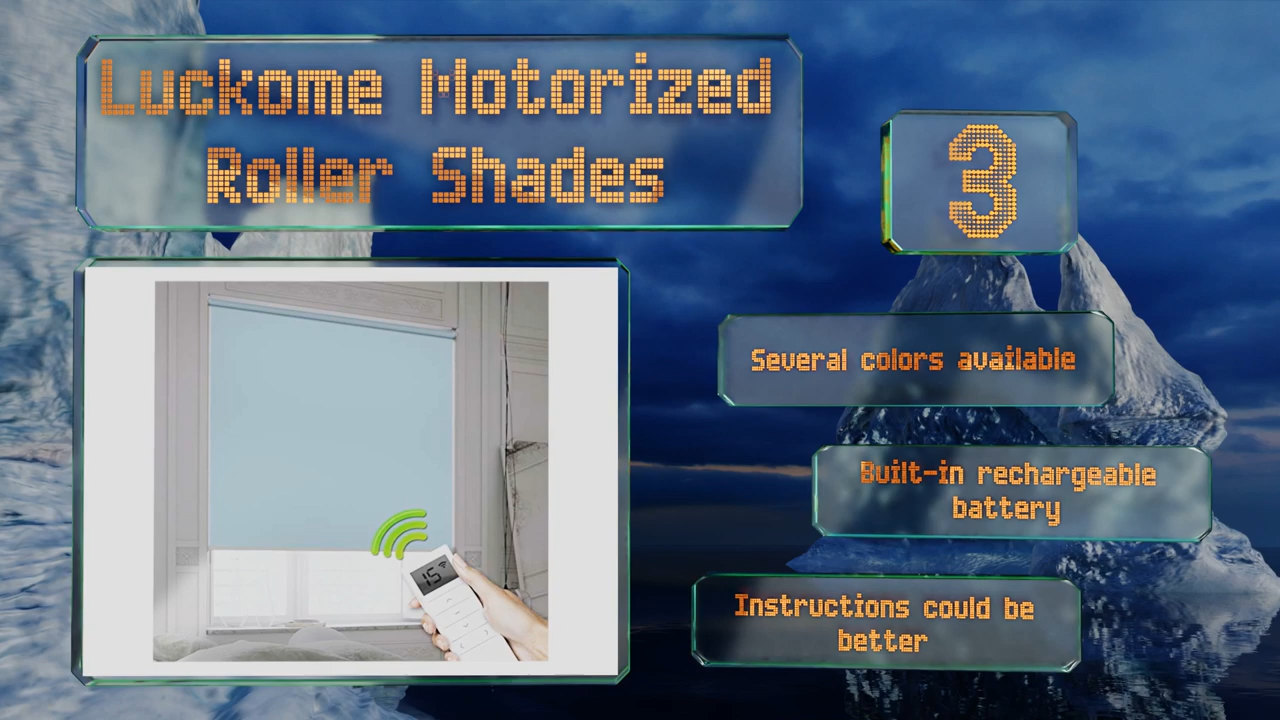 Luckome Motorized
Roller Shades
3
Several colors available
Built-in rechargeable
battery
15
Instructions could be
better